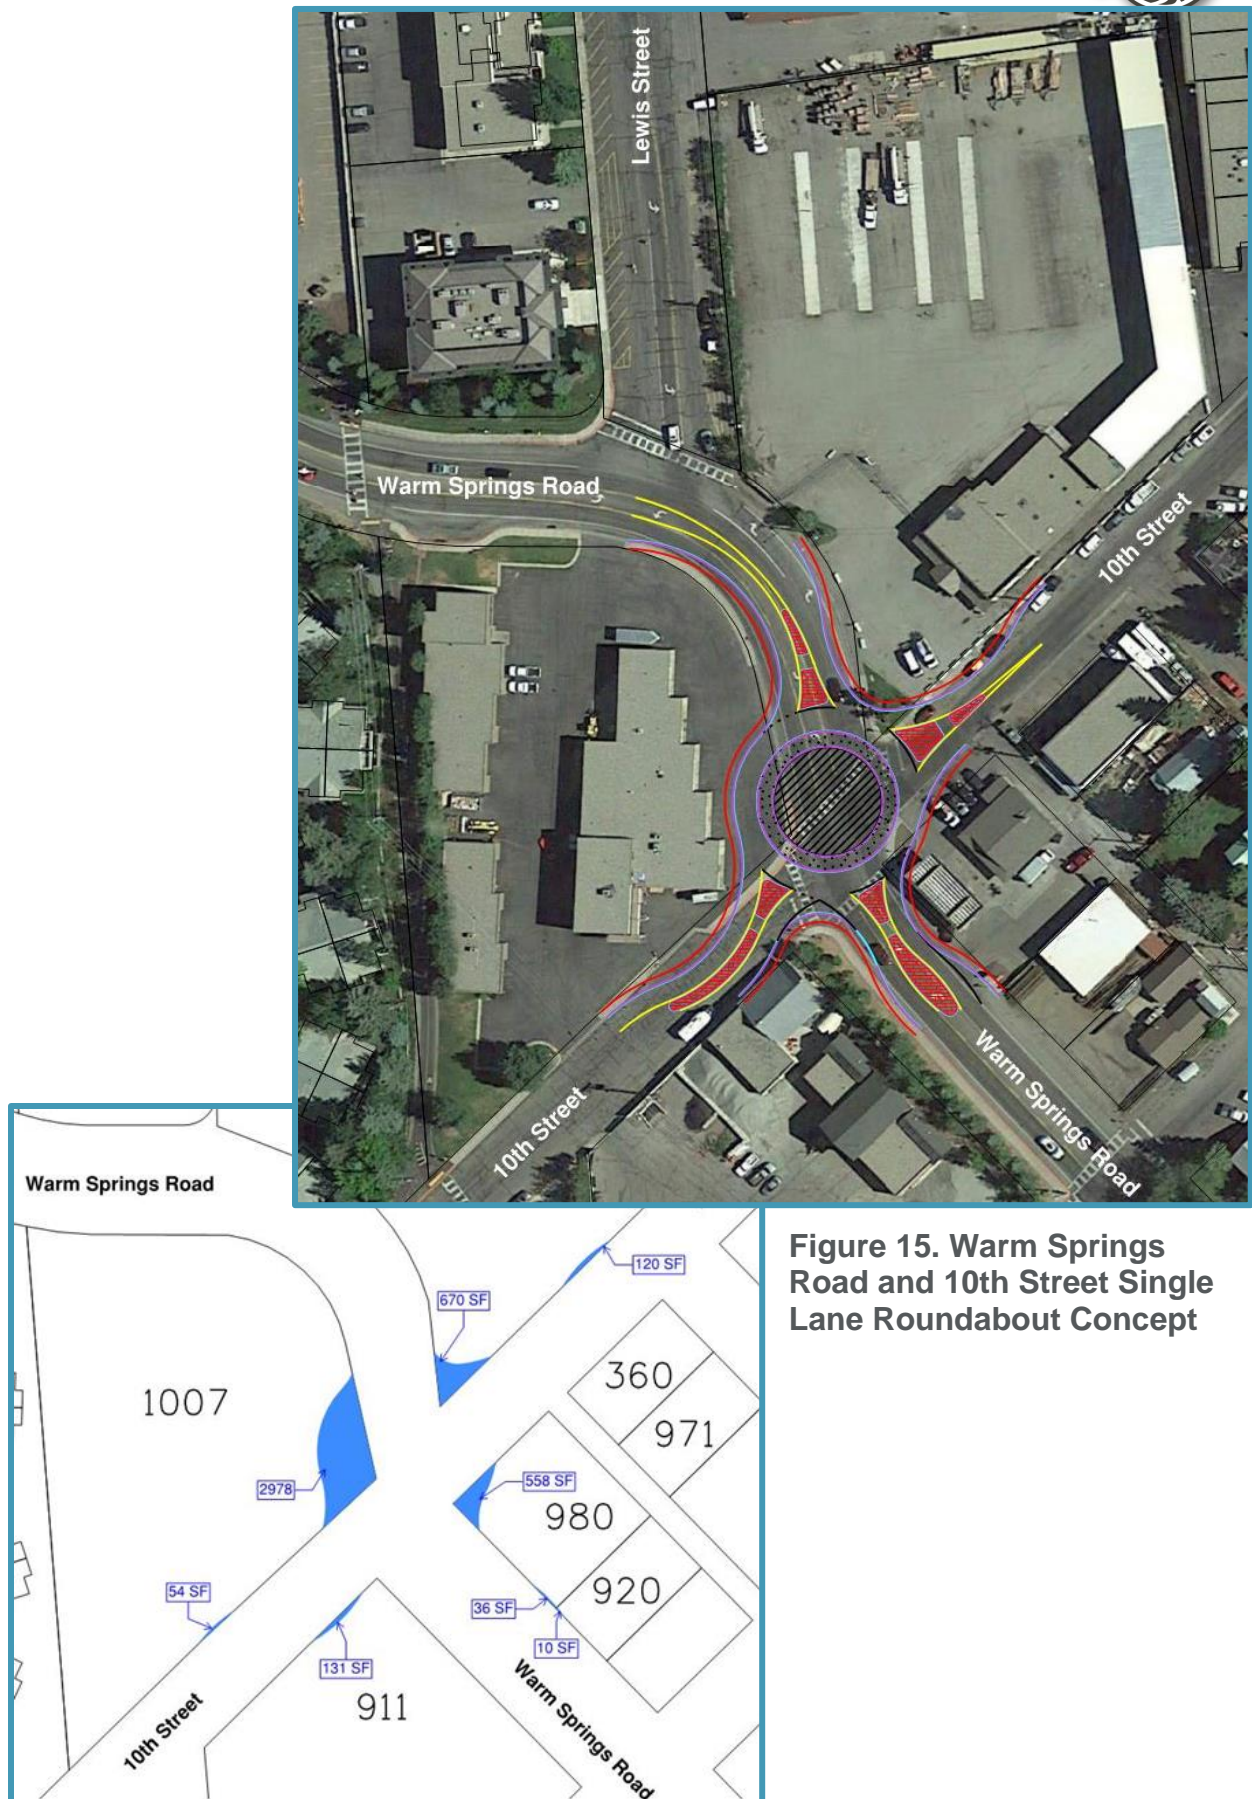 Lewis Street
Warm Springs Road
10th Street
10th Street
Warm Springs Road
Warm Springs Road
120 SF
670 SF
360
971
1007
2978
558 SF
980
54 SF
920
36 SF
10 SF
131 SF
911
10th Street
Warm Springs Road
Figure 15. Warm Springs
Road and 10th Street Single
Lane Roundabout Concept